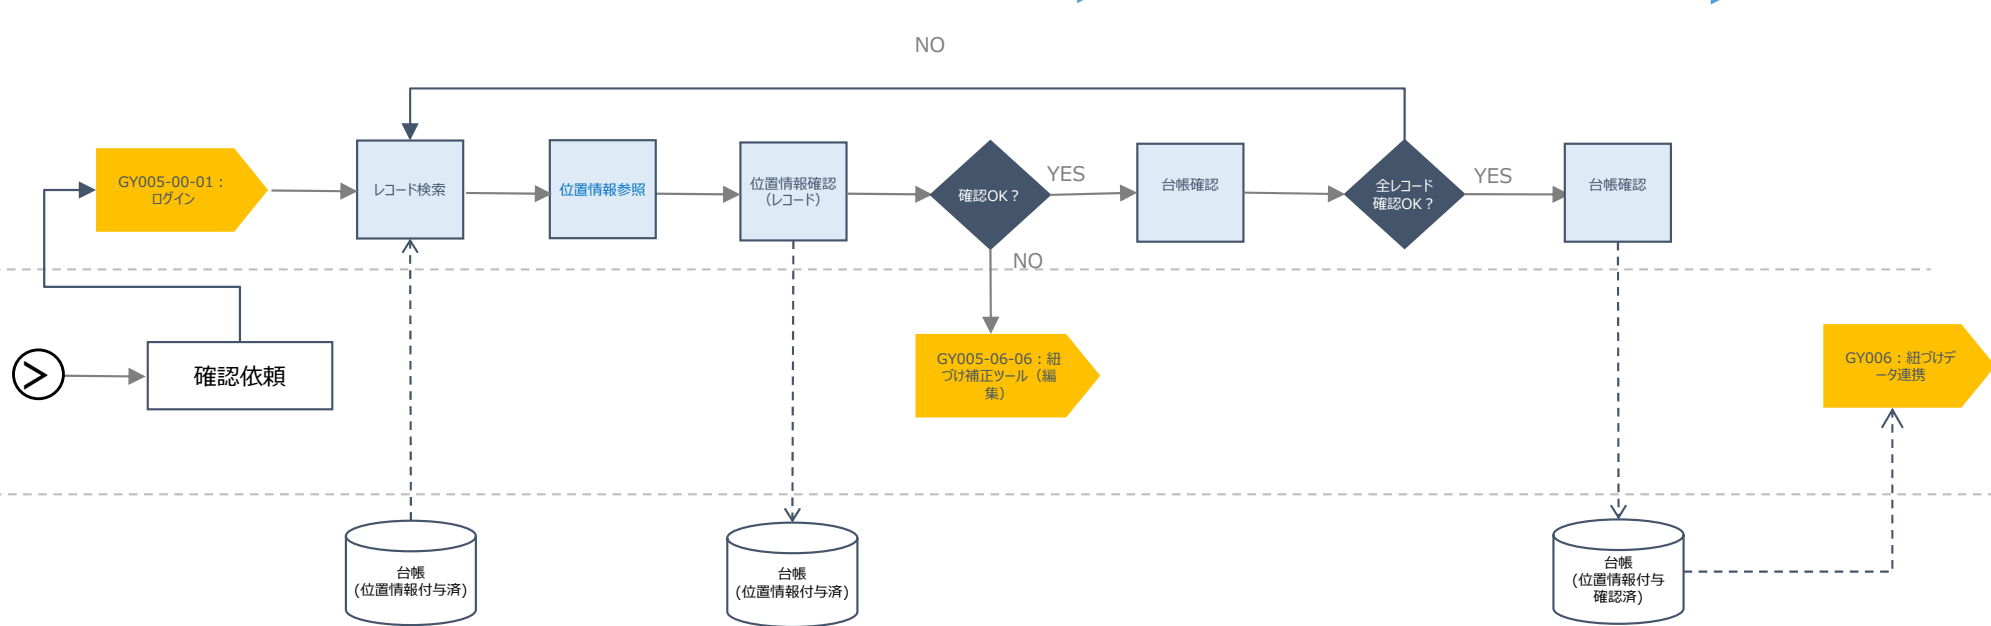 NO
GY005-00-01：
ログイン
レコード検索
位置情報参照
位置情報確認
（レコード）
確認OK？
YES
台帳確認
全レコード
確認OK？
YES
台帳確認
NO
確認依頼
GY005-06-06：紐
づけ補正ツール（編
集）
GY006：紐づけデ
ータ連携
台帳
(位置情報付与済)
台帳
(位置情報付与済)
台帳
(位置情報付与
確認済)